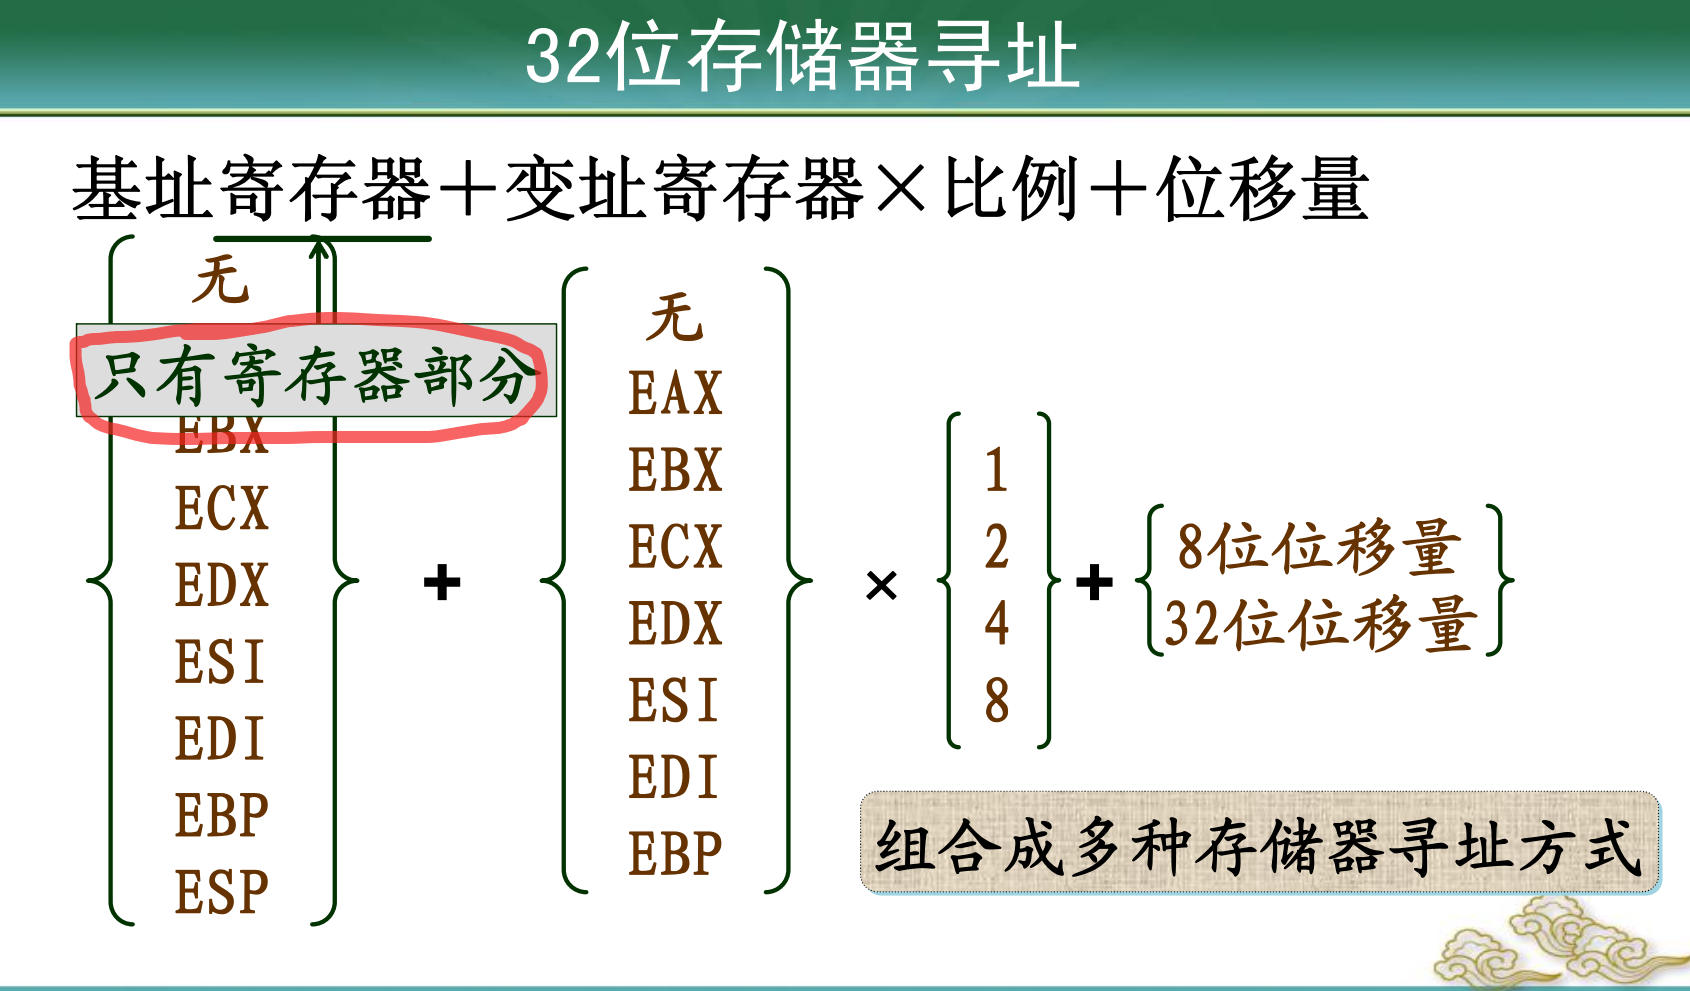 32位存储器寻址
基址寄存器+变址寄存器×比例+位移量
无
只有寄存器部分
EBX
ECX
EDX
ESI
EDI
EBP
ESP
+
无
EAX
EBX
ECX
EDX
ESI
EDI
EBP
×
1
2
4
8
+
8位位移量
32位位移量
组合成多种存储器寻址方式